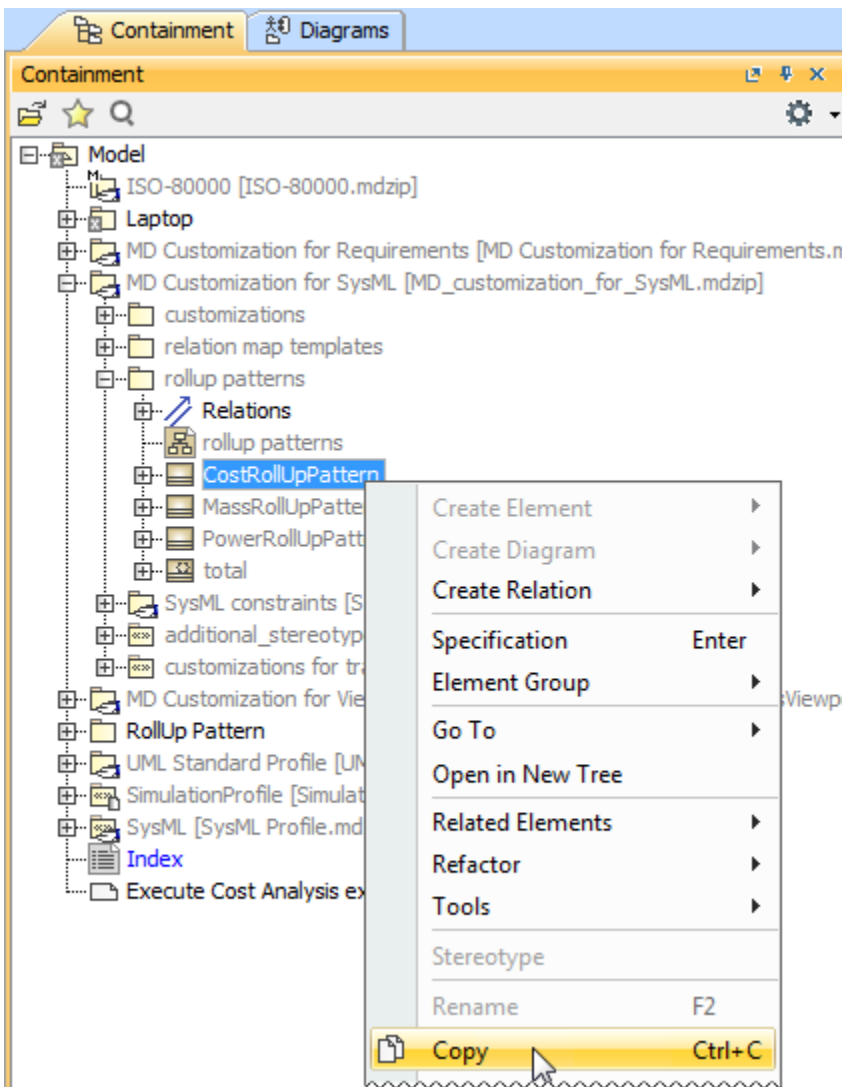 Containment Diagrams
Containment
Model
ISO-80000 [ISO-80000.mdzip]
Laptop
MD Customization for Requirements [MD Customization for Requirements.m
MD Customization for SysML [MD_customization_for_SysML.mdzip]
customizations
relation map templates
rollup patterns
Relations
rollup patterns
CostRollUpPattern
MassRollUpPatte
PowerRollUpPatt
total
SysML constraints [S
additional_stereotyp
customizations for tra
MD Customization for Vie
sViewp
RollUp Pattern
UML Standard Profile [UM
SimulationProfile [Simulat
SysML [SysML Profile.md
Index
Execute Cost Analysis ex
Create Element
Create Diagram
Create Relation
Specification Enter
Element Group
Go To
Open in New Tree
Related Elements
Refactor
Tools
Stereotype
Rename F2
Copy Ctrl+C